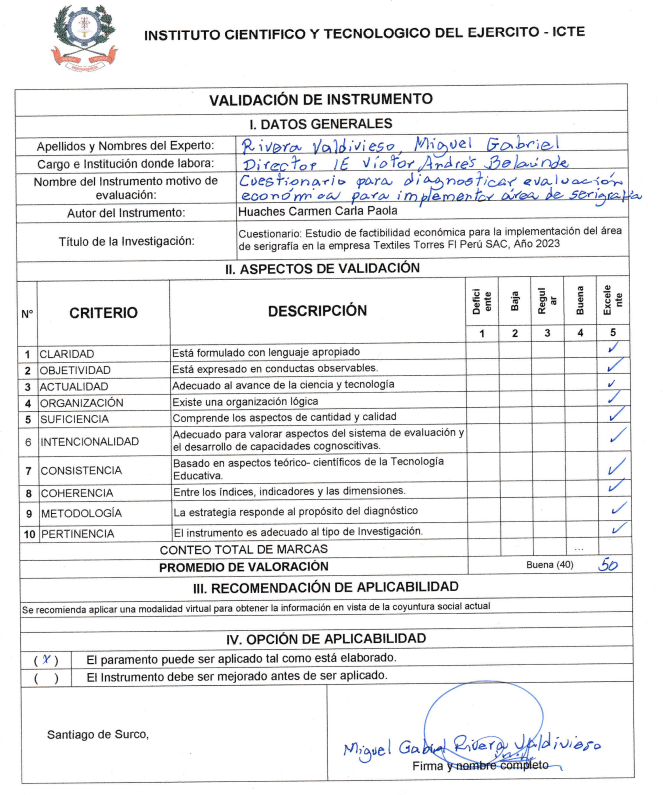 INSTITUTO CIENTIFICO Y TECNOLOGICO DEL EJERCITO - ICTE
VALIDACIÓN DE INSTRUMENTO
I. DATOS GENERALES
Apellidos y Nombres del Experto: Rivera Valdivieso, Miguel Gabriel
Cargo e Institución donde labora: Director IE Víctor Andrés Belaúnde
Nombre del Instrumento motivo de evaluación: Cuestionario para diagnosticar evaluación
económica para implementar área de serigrafía
Autor del Instrumento: Huaches Carmen Carla Paola
Título de la Investigación: Cuestionario: Estudio de factibilidad económica para la implementación del área
de serigrafía en la empresa Textiles Torres FI Perú SAC, Año 2023
II. ASPECTOS DE VALIDACIÓN
N° CRITERIO DESCRIPCIÓN Deficiente Baja Regular Buena Excelente
1 2 3 4 5
1 CLARIDAD Está formulado con lenguaje apropiado ✓
2 OBJETIVIDAD Está expresado en conductas observables. ✓
3 ACTUALIDAD Adecuado al avance de la ciencia y tecnología ✓
4 ORGANIZACIÓN Existe una organización lógica ✓
5 SUFICIENCIA Comprende los aspectos de cantidad y calidad ✓
6 INTENCIONALIDAD Adecuado para valorar aspectos del sistema de evaluación y
el desarrollo de capacidades cognoscitivas. ✓
7 CONSISTENCIA Basado en aspectos teórico- científicos de la Tecnología
Educativa. ✓
8 COHERENCIA Entre los índices, indicadores y las dimensiones. ✓
9 METODOLOGÍA La estrategia responde al propósito del diagnóstico ✓
10 PERTINENCIA El instrumento es adecuado al tipo de Investigación. ✓
CONTEO TOTAL DE MARCAS ...
PROMEDIO DE VALORACIÓN Buena (40) 50
III. RECOMENDACIÓN DE APLICABILIDAD
Se recomienda aplicar una modalidad virtual para obtener la información en vista de la coyuntura social actual
IV. OPCIÓN DE APLICABILIDAD
( X ) El paramento puede ser aplicado tal como está elaborado.
( ) El Instrumento debe ser mejorado antes de ser aplicado.
Santiago de Surco,
Miguel Gabriel Rivera Valdivieso
Firma y nombre completo